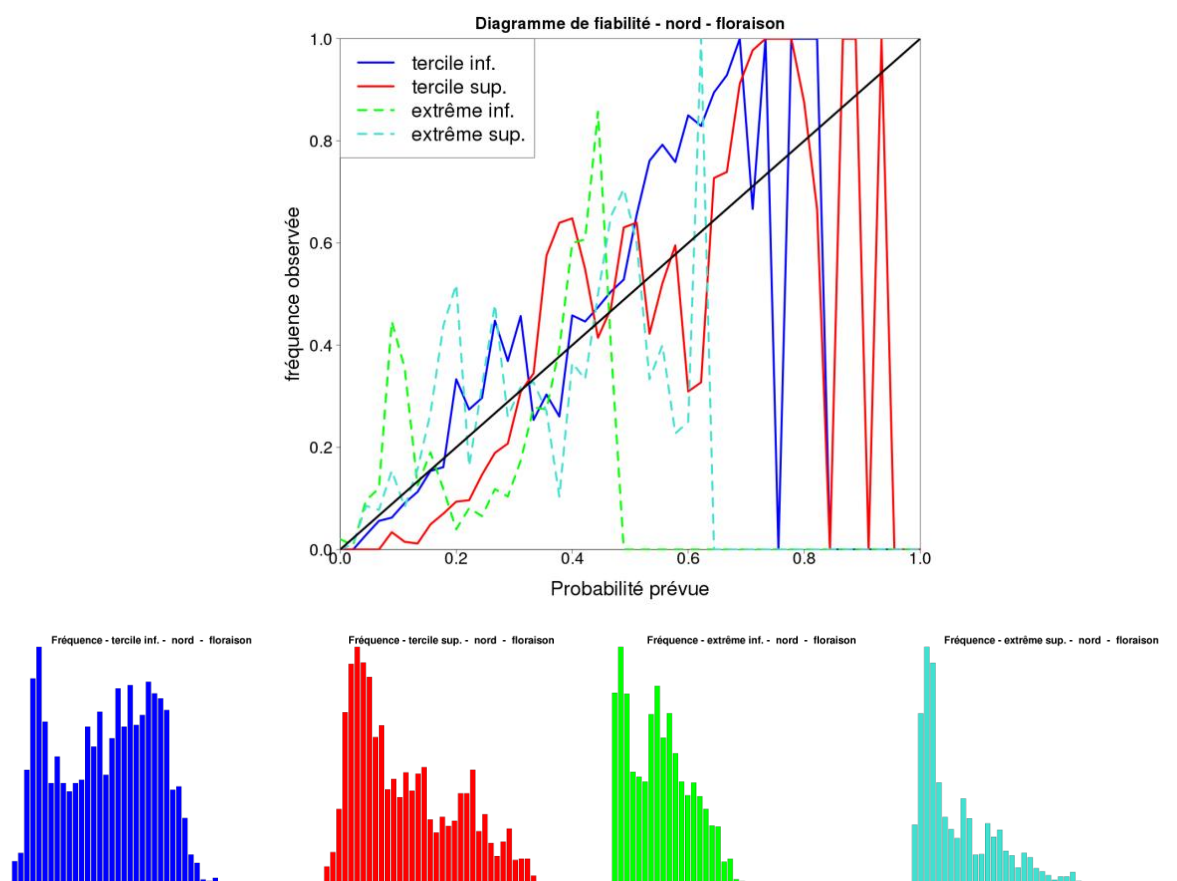 Diagramme de fiabilité - nord - floraison
tercile inf.
tercile sup.
extrême inf.
extrême sup.
fréquence observée
1.0
0.8
0.6
0.4
0.2
0.0
0.0 0.2 0.4 0.6 0.8 1.0
Probabilité prévue
Fréquence - tercile inf. - nord - floraison
Fréquence - tercile sup. - nord - floraison
Fréquence - extrême inf. - nord - floraison
Fréquence - extrême sup. - nord - floraison